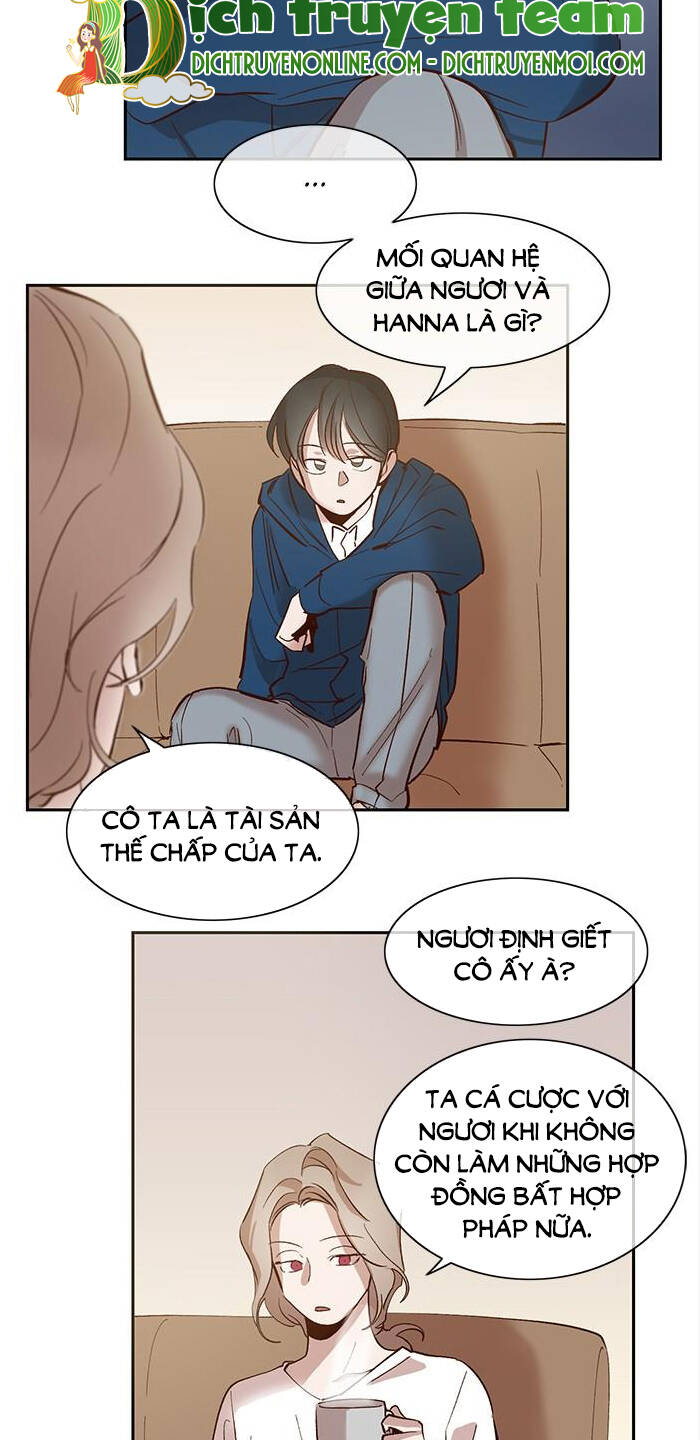 Dịch truyện team
DICHTRUYENONLINE.COM / DICHTRUYENMOI.COM
...
MỐI QUAN HỆ
GIỮA NGƯƠI VÀ
HANNA LÀ GÌ?
CÔ TA LÀ TÀI SẢN
THẾ CHẤP CỦA TA.
NGƯƠI ĐỊNH GIẾT
CÔ ẤY À?
TA CÁ CƯỢC VỚI
NGƯƠI KHI KHÔNG
CÒN LÀM NHỮNG HỢP
ĐỒNG BẤT HỢP
PHÁP NỮA.